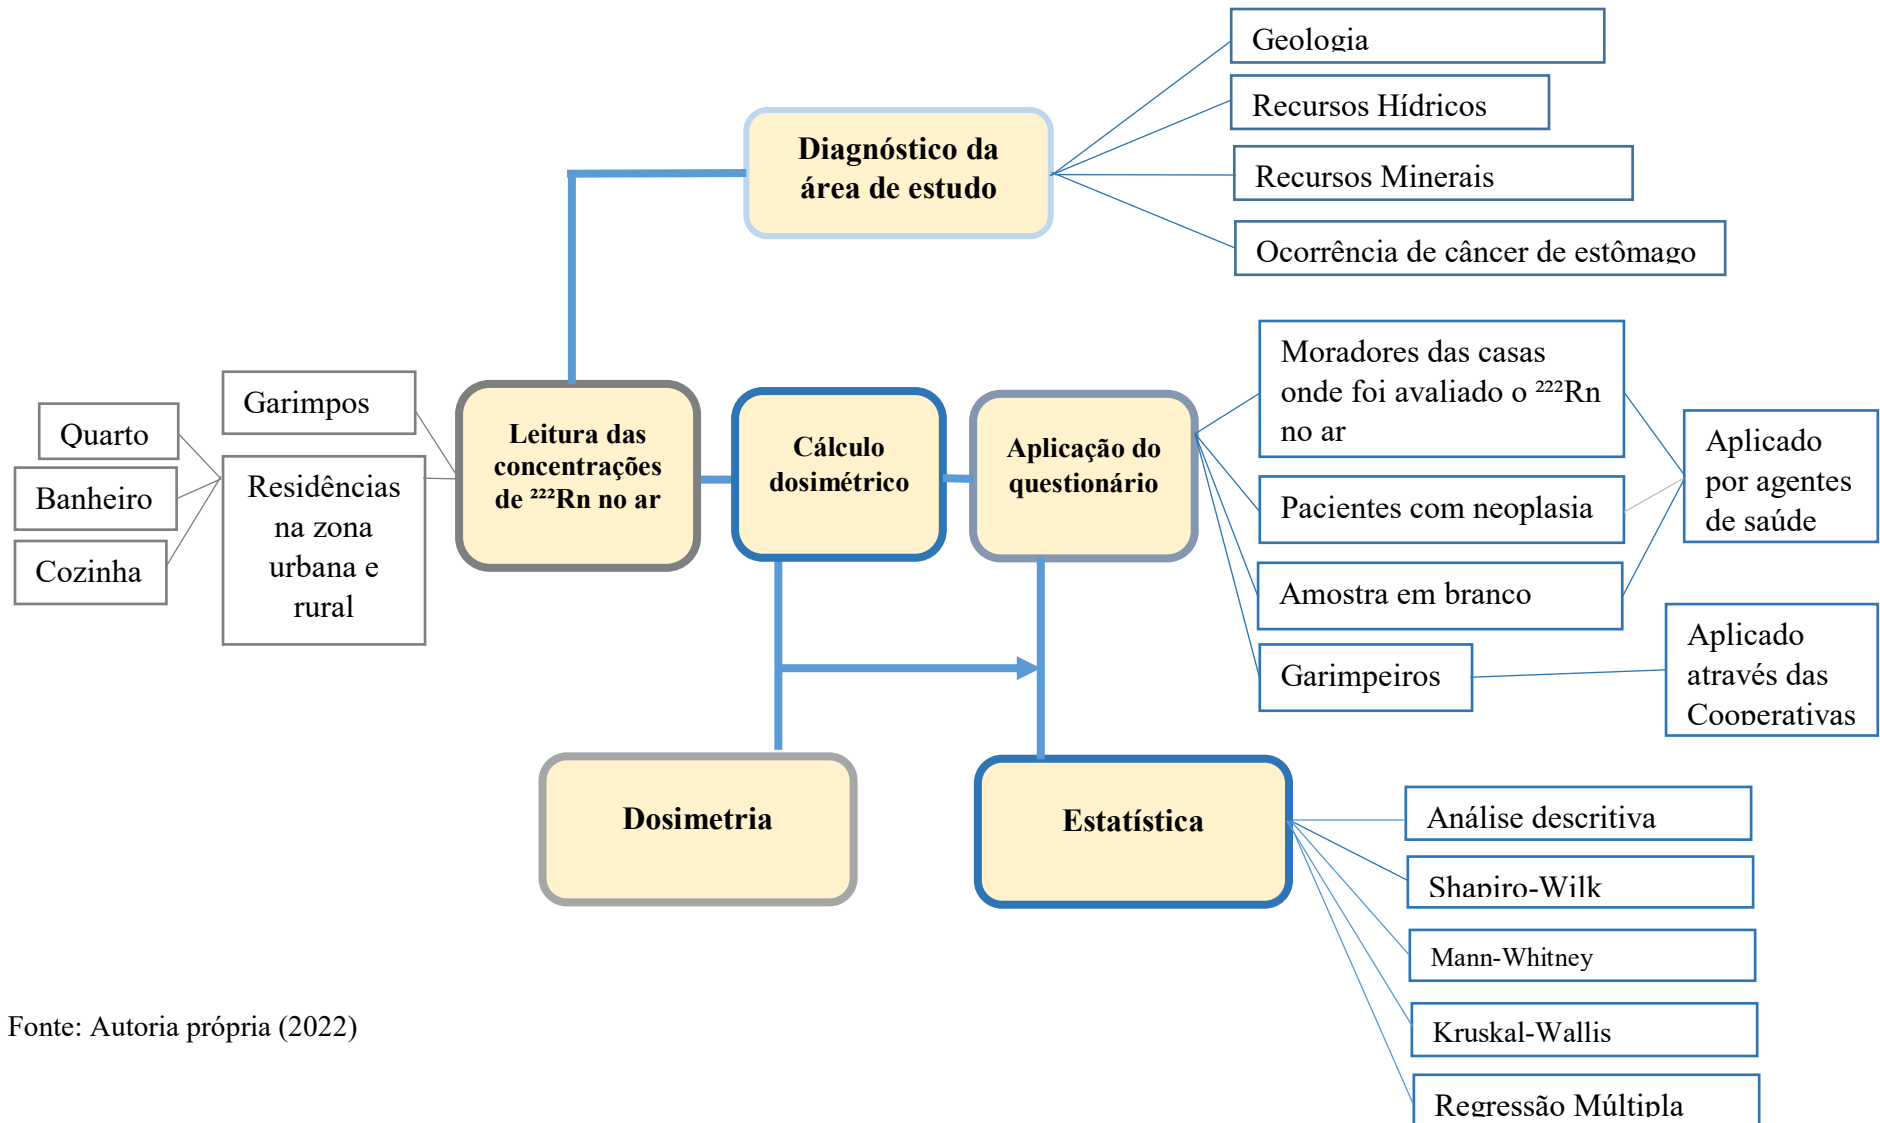 Geologia
Recursos Hídricos
Diagnóstico da
área de estudo
Recursos Minerais
Ocorrência de câncer de estômago
Quarto
Banheiro
Cozinha
Garimpos
Residências
na zona
urbana e
rural
Leitura das
concentrações
de ²²²Rn no ar
Cálculo
dosimétrico
Aplicação do
questionário
Moradores das casas
onde foi avaliado o ²²²Rn
no ar
Pacientes com neoplasia
Amostra em branco
Garimpeiros
Aplicado
por agentes
de saúde
Aplicado
através das
Cooperativas
Dosimetria
Estatística
Análise descritiva
Shapiro-Wilk
Mann-Whitney
Kruskal-Wallis
Regressão Múltipla
Fonte: Autoria própria (2022)